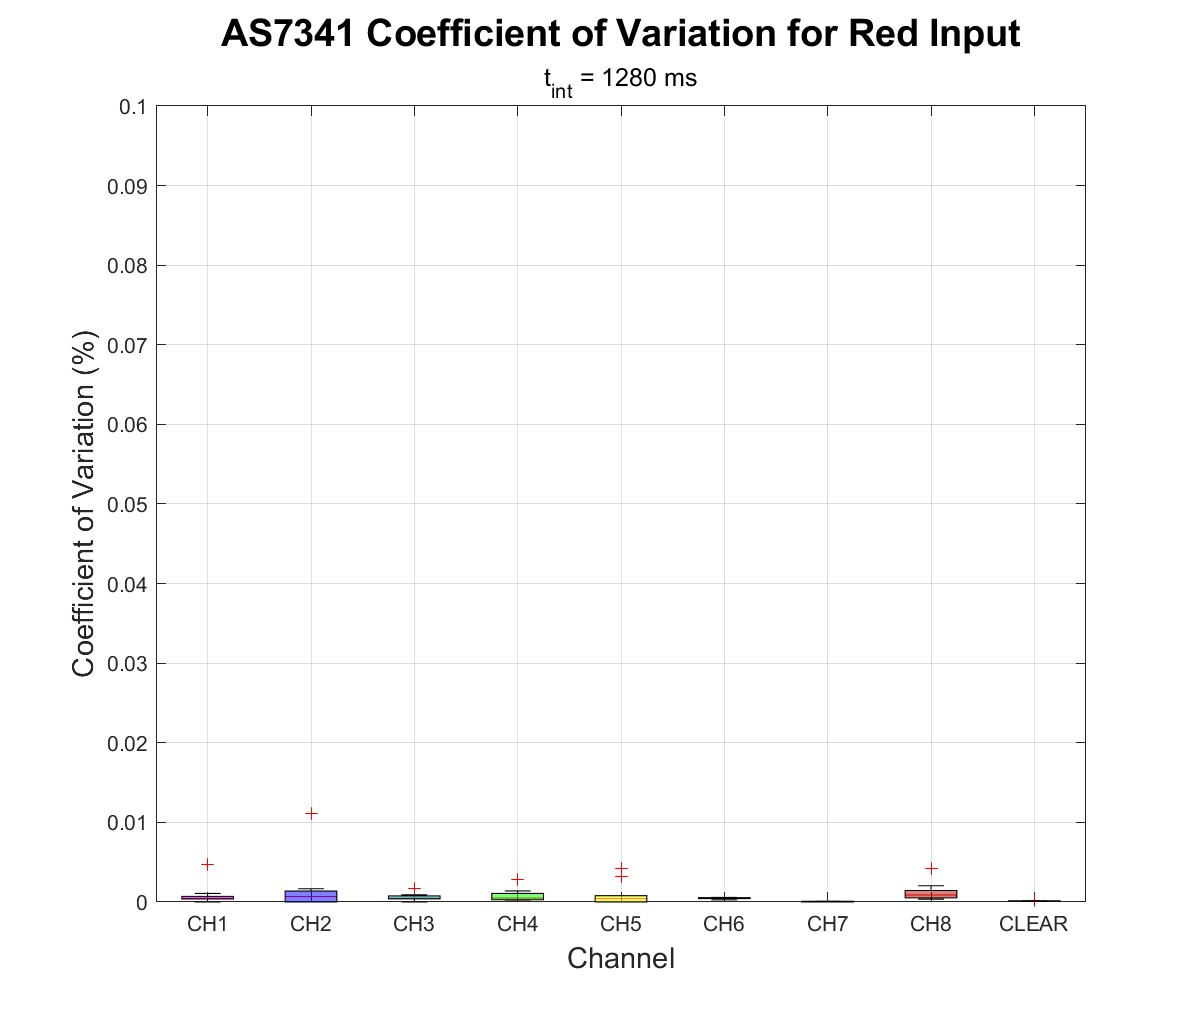 AS7341 Coefficient of Variation for Red Input
t_int = 1280 ms
0.1
0.09
0.08
0.07
0.06
0.05
0.04
0.03
0.02
0.01
0
Coefficient of Variation (%)
CH1 CH2 CH3 CH4 CH5 CH6 CH7 CH8 CLEAR
Channel